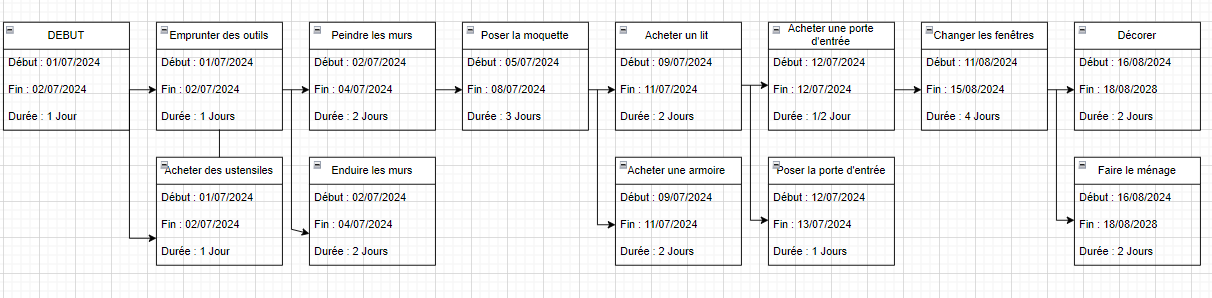 DEBUT
Début : 01/07/2024
Fin : 02/07/2024
Durée : 1 Jour
Emprunter des outils
Début : 01/07/2024
Fin : 02/07/2024
Durée : 1 Jours
Peindre les murs
Début : 02/07/2024
Fin : 04/07/2024
Durée : 2 Jours
Poser la moquette
Début : 05/07/2024
Fin : 08/07/2024
Durée : 3 Jours
Acheter un lit
Début : 09/07/2024
Fin : 11/07/2024
Durée : 2 Jours
Acheter une porte
d'entrée
Début : 12/07/2024
Fin : 12/07/2024
Durée : 1/2 Jour
Changer les fenêtres
Début : 11/08/2024
Fin : 15/08/2024
Durée : 4 Jours
Décorer
Début : 16/08/2024
Fin : 18/08/2028
Durée : 2 Jours
Acheter des ustensiles
Début : 01/07/2024
Fin : 02/07/2024
Durée : 1 Jour
Enduire les murs
Début : 02/07/2024
Fin : 04/07/2024
Durée : 2 Jours
Acheter une armoire
Début : 09/07/2024
Fin : 11/07/2024
Durée : 2 Jours
Poser la porte d'entrée
Début : 12/07/2024
Fin : 13/07/2024
Durée : 1 Jours
Faire le ménage
Début : 16/08/2024
Fin : 18/08/2028
Durée : 2 Jours